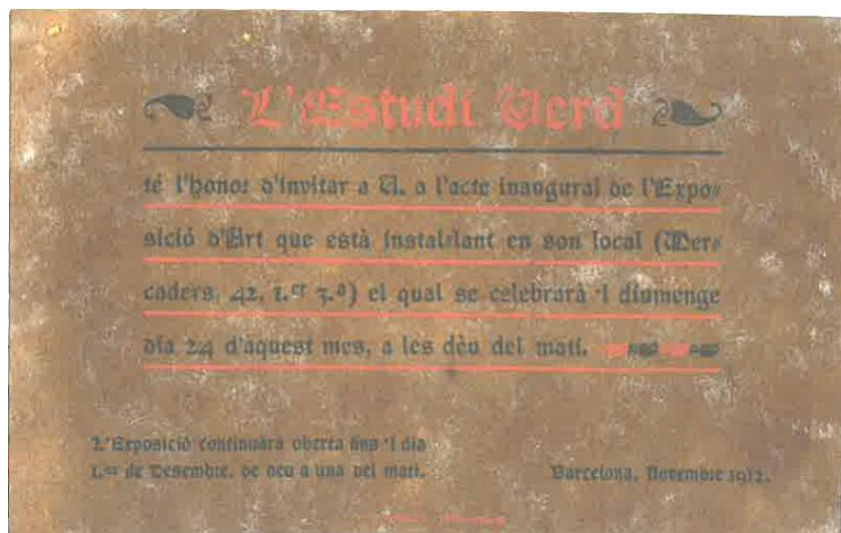 L'Estudi Verd
té l'honor d'invitar a V. a l'acte inaugural de l'Expo-
sició d'Art que està instal·lant en son local (Mer-
caders, 42, 1.er 3.a) el qual se celebrarà 'l diumenge
dia 24 d'aquest mes, a les dèu del matí.
L'Exposició continuarà oberta fins 'l dia
1.er de Desembre, de deu a una del matí.
Barcelona, Novembre 1912.